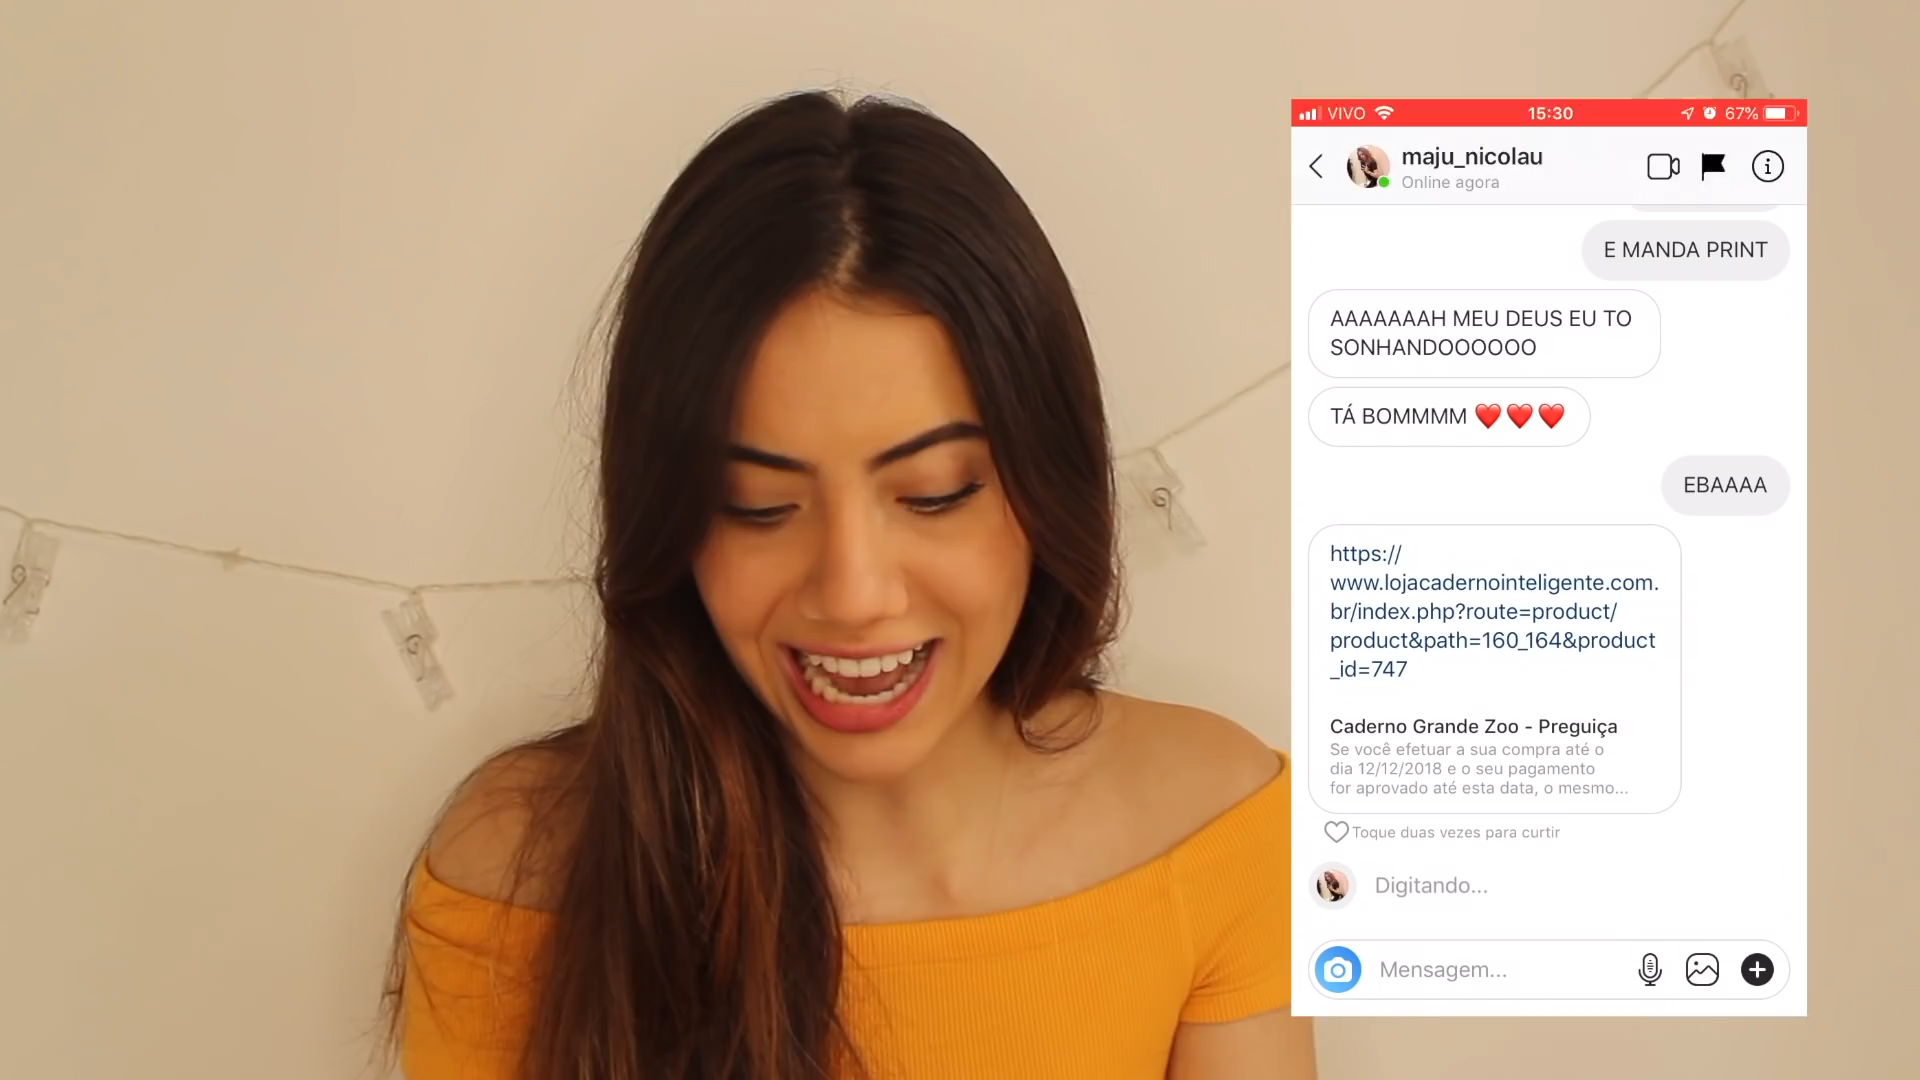 VIVO 15:30 67%
maju_nicolau
Online agora
E MANDA PRINT
AAAAAAAH MEU DEUS EU TO
SONHANDOOOOOO
TÁ BOMMMM ❤️❤️❤️
EBAAAA
https://
www.lojacadernointeligente.com.
br/index.php?route=product/
product&path=160_164&product
_id=747
Caderno Grande Zoo - Preguiça
Se você efetuar a sua compra até o
dia 12/12/2018 e o seu pagamento
for aprovado até esta data, o mesmo...
Toque duas vezes para curtir
Digitando...
Mensagem...